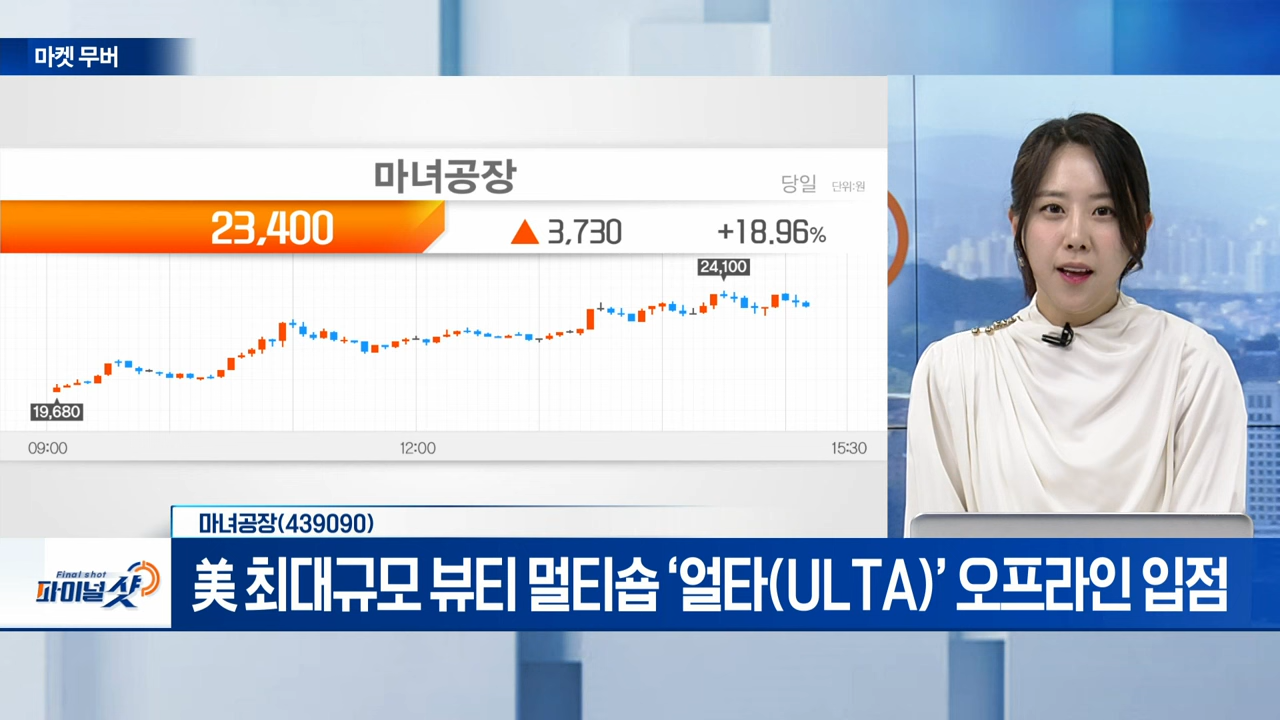 마켓 무버
마녀공장
당일 단위:원
23,400 ▲ 3,730 +18.96%
24,100
19,680
09:00 12:00 15:30
마녀공장(439090)
Final shot
파이널 샷
美 최대규모 뷰티 멀티숍 ‘얼타(ULTA)’ 오프라인 입점